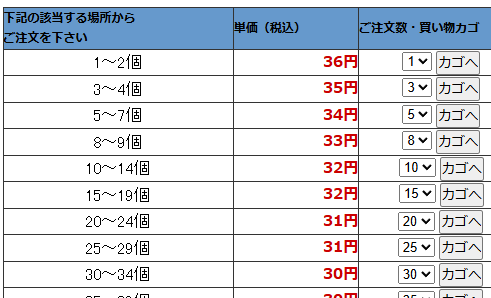 下記の該当する場所から
ご注文を下さい
単価（税込）
ご注文数・買い物カゴ
1～2個 36円 1 カゴへ
3～4個 35円 3 カゴへ
5～7個 34円 5 カゴへ
8～9個 33円 8 カゴへ
10～14個 32円 10 カゴへ
15～19個 32円 15 カゴへ
20～24個 31円 20 カゴへ
25～29個 31円 25 カゴへ
30～34個 30円 30 カゴへ